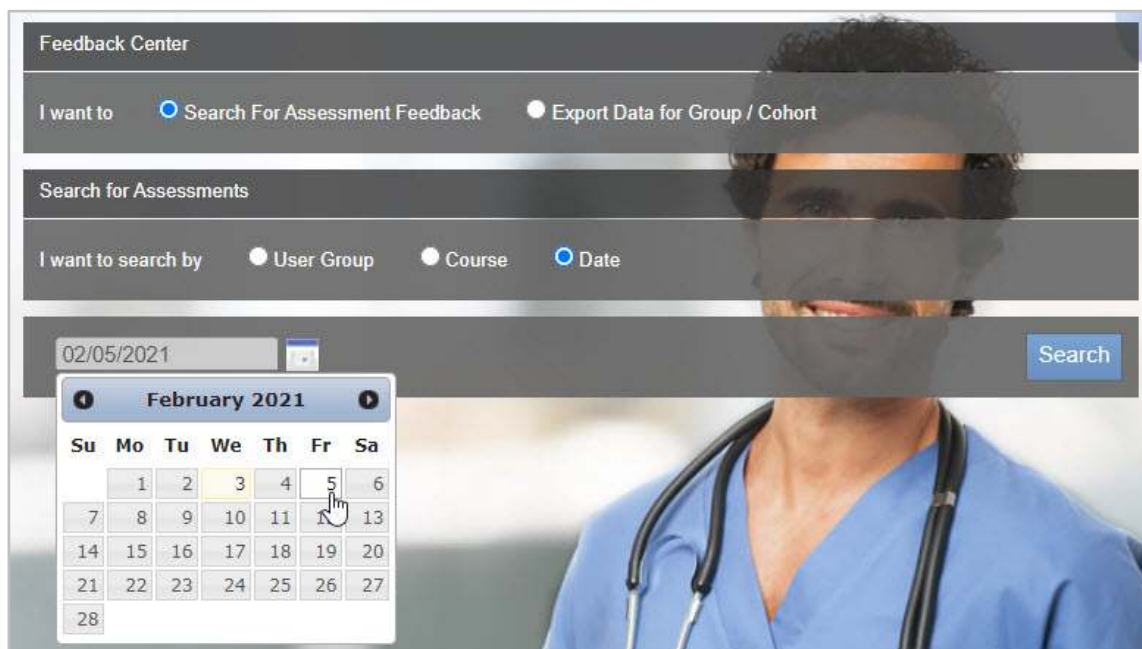 Feedback Center
I want to Search For Assessment Feedback Export Data for Group / Cohort
Search for Assessments
I want to search by User Group Course Date
02/05/2021 Search
February 2021
Su Mo Tu We Th Fr Sa
1 2 3 4 5 6
7 8 9 10 11 13
14 15 16 17 18 19 20
21 22 23 24 25 26 27
28